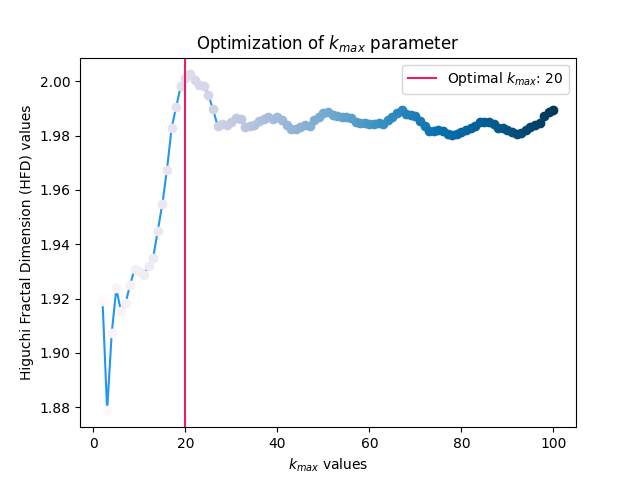 Optimization of $k_{max}$ parameter
Optimal $k_{max}$: 20
Higuchi Fractal Dimension (HFD) values
2.00
1.98
1.96
1.94
1.92
1.90
1.88
0 20 40 60 80 100
$k_{max}$ values